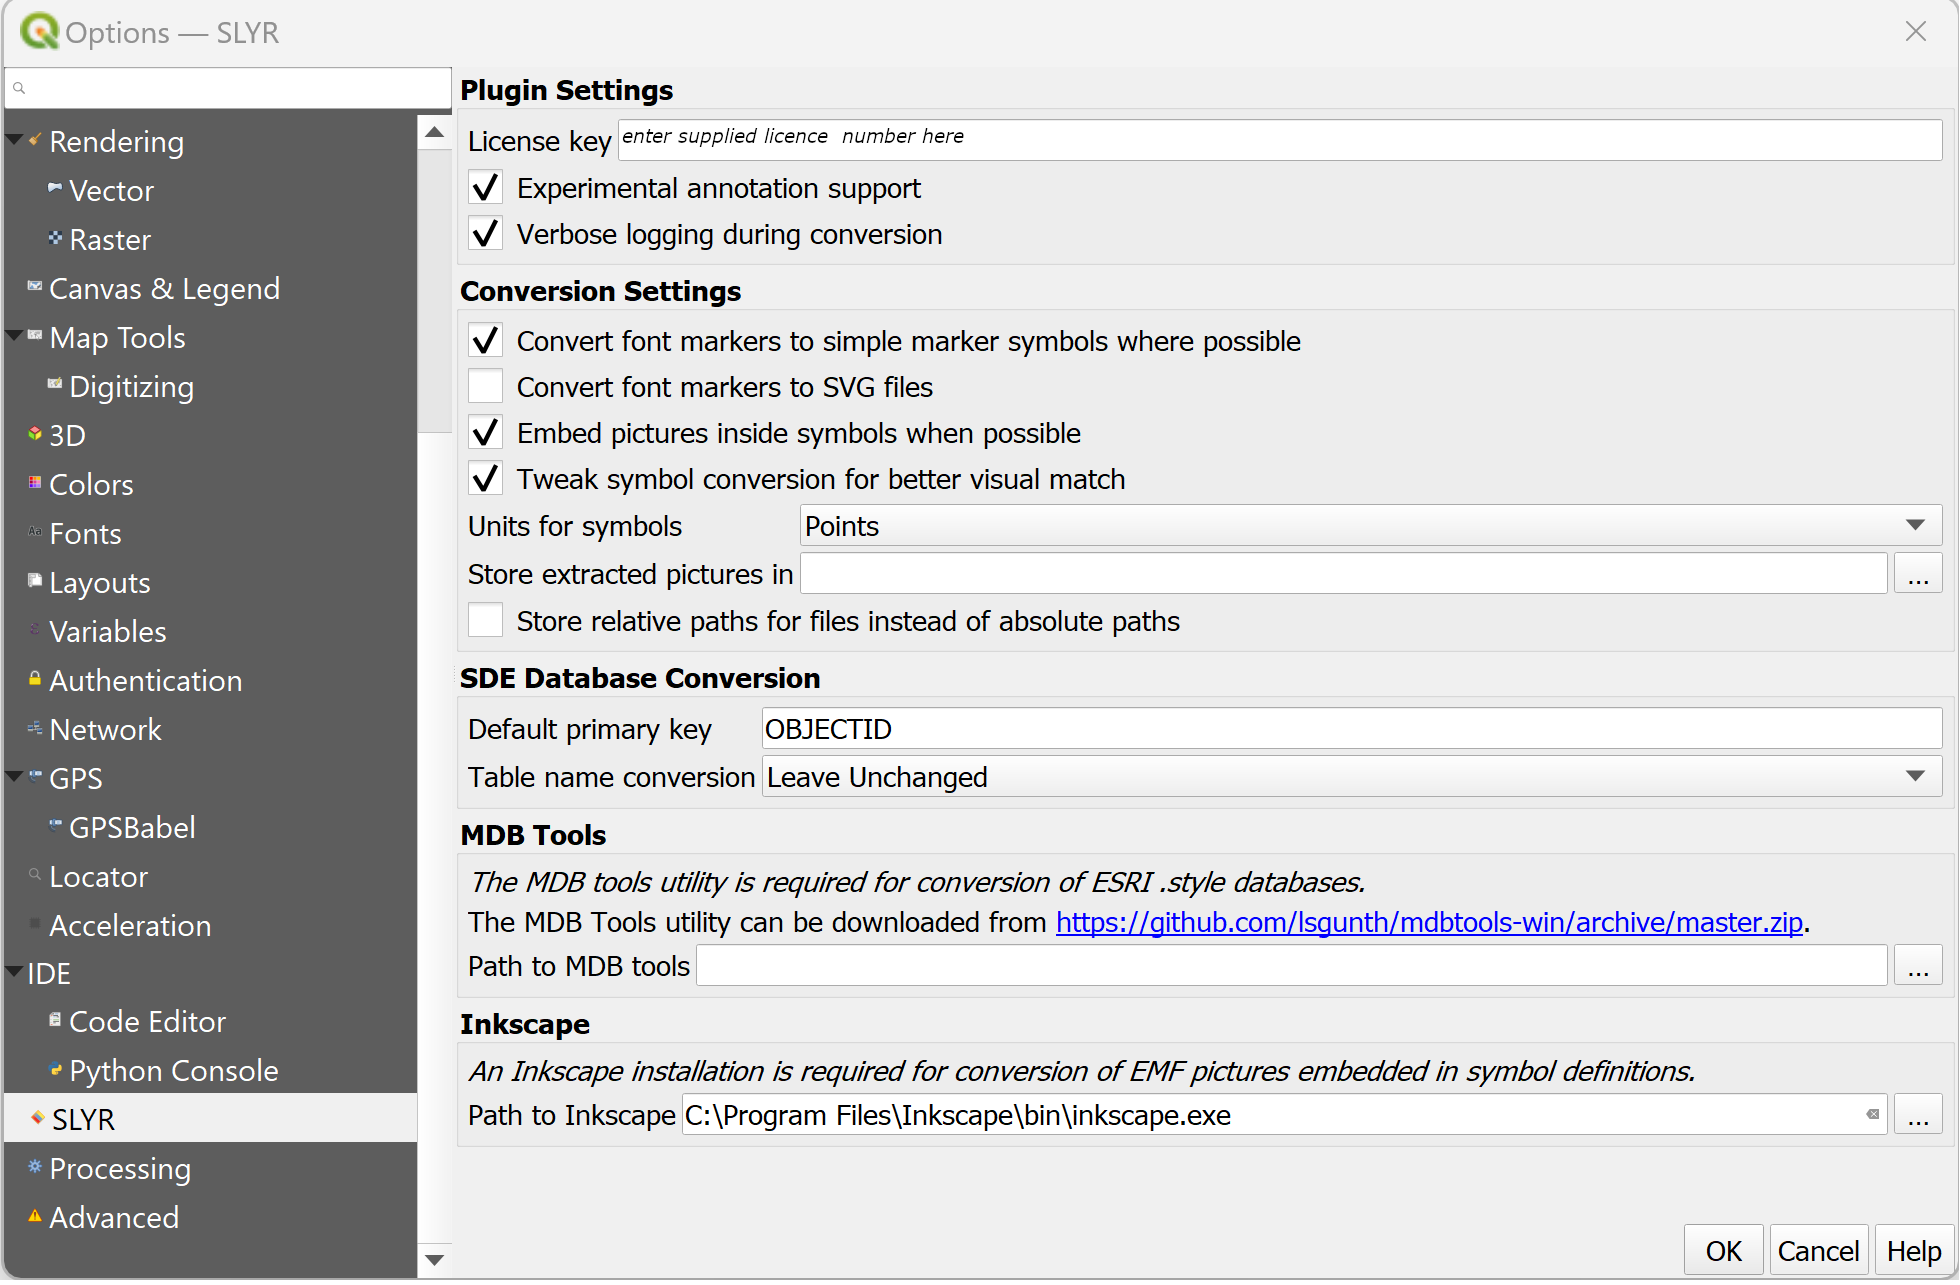 Options — SLYR
Rendering
Vector
Raster
Canvas & Legend
Map Tools
Digitizing
3D
Colors
Fonts
Layouts
Variables
Authentication
Network
GPS
GPSBabel
Locator
Acceleration
IDE
Code Editor
Python Console
SLYR
Processing
Advanced
Plugin Settings
License key enter supplied licence  number here
Experimental annotation support
Verbose logging during conversion
Conversion Settings
Convert font markers to simple marker symbols where possible
Convert font markers to SVG files
Embed pictures inside symbols when possible
Tweak symbol conversion for better visual match
Units for symbols Points
Store extracted pictures in ...
Store relative paths for files instead of absolute paths
SDE Database Conversion
Default primary key OBJECTID
Table name conversion Leave Unchanged
MDB Tools
The MDB tools utility is required for conversion of ESRI .style databases.
The MDB Tools utility can be downloaded from https://github.com/lsgunth/mdbtools-win/archive/master.zip.
Path to MDB tools ...
Inkscape
An Inkscape installation is required for conversion of EMF pictures embedded in symbol definitions.
Path to Inkscape C:\Program Files\Inkscape\bin\inkscape.exe ...
OK Cancel Help